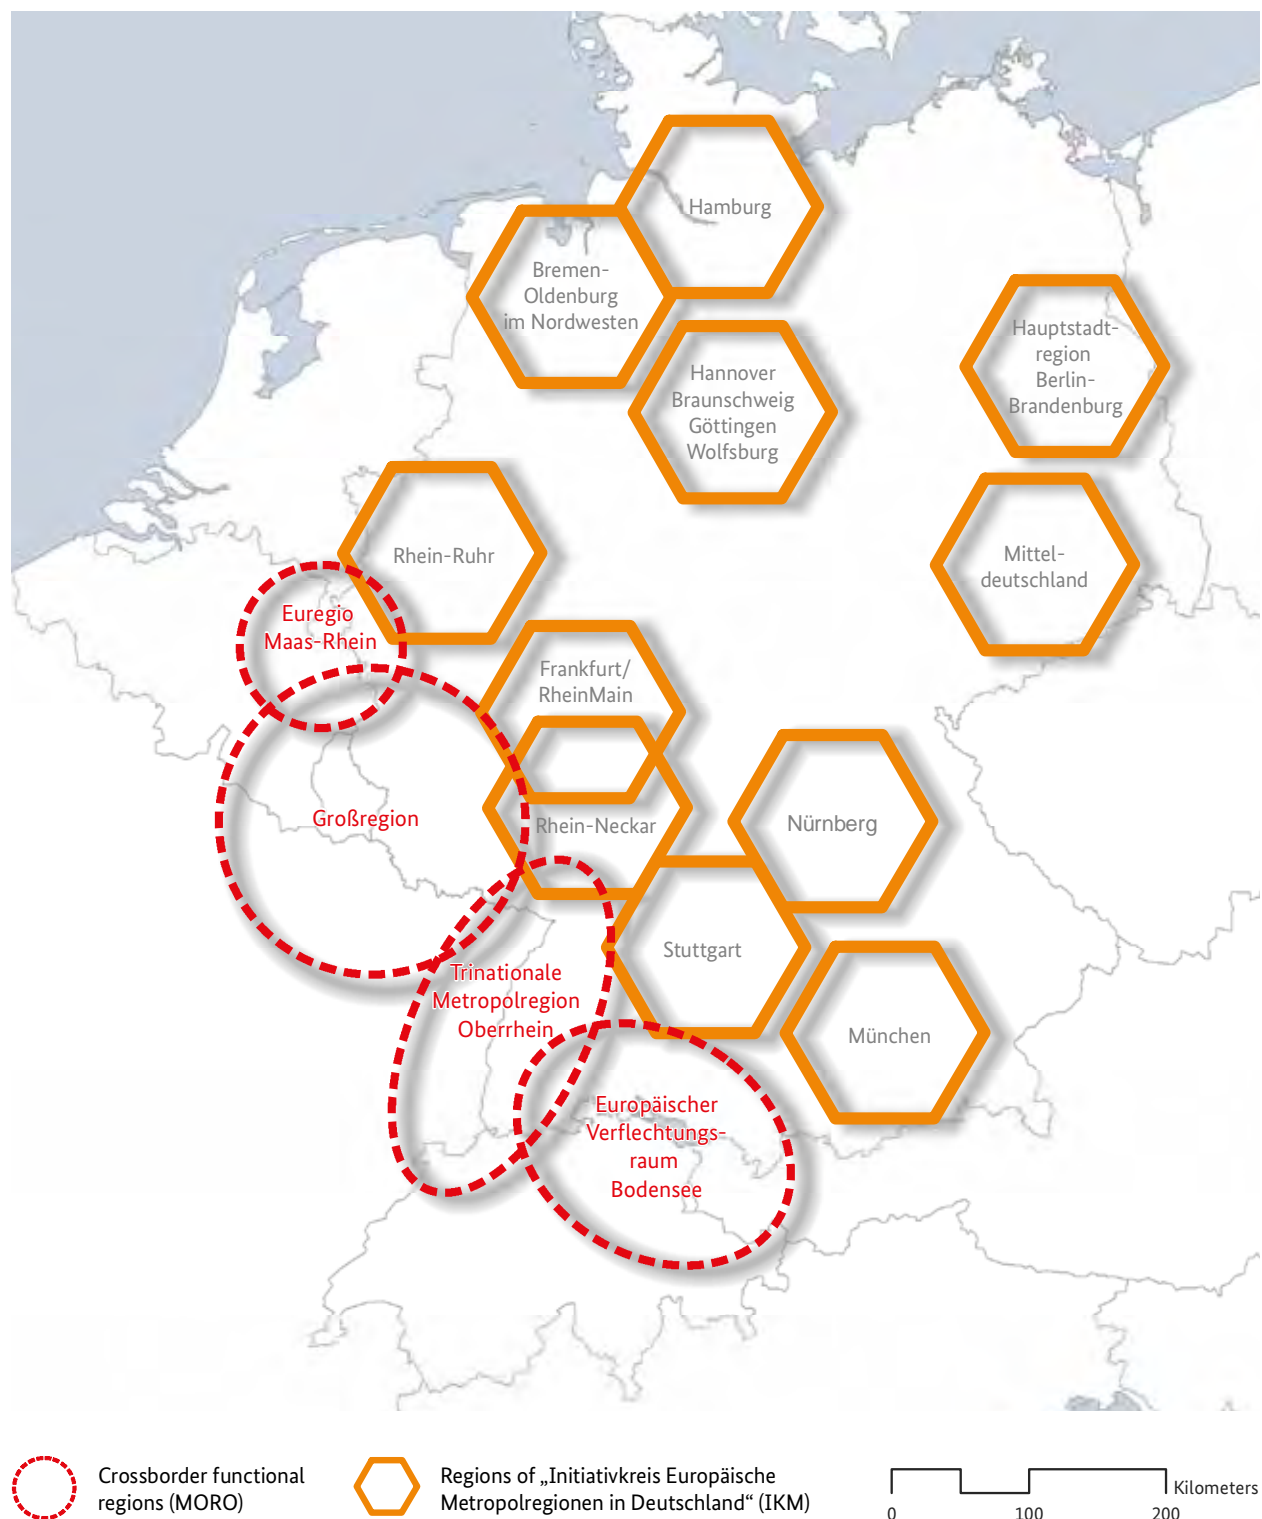 Hamburg
Bremen-
Oldenburg
im Nordwesten
Hannover
Braunschweig
Göttingen
Wolfsburg
Hauptstadt-
region
Berlin-
Brandenburg
Mittel-
deutschland
Rhein-Ruhr
Euregio
Maas-Rhein
Frankfurt/
RheinMain
Großregion
Rhein-Neckar
Nürnberg
Stuttgart
Trinationale
Metropolregion
Oberrhein
München
Europäischer
Verflechtungs-
raum
Bodensee
Crossborder functional
regions (MORO)
Regions of „Initiativkreis Europäische
Metropolregionen in Deutschland“ (IKM)
Kilometers
0 100 200